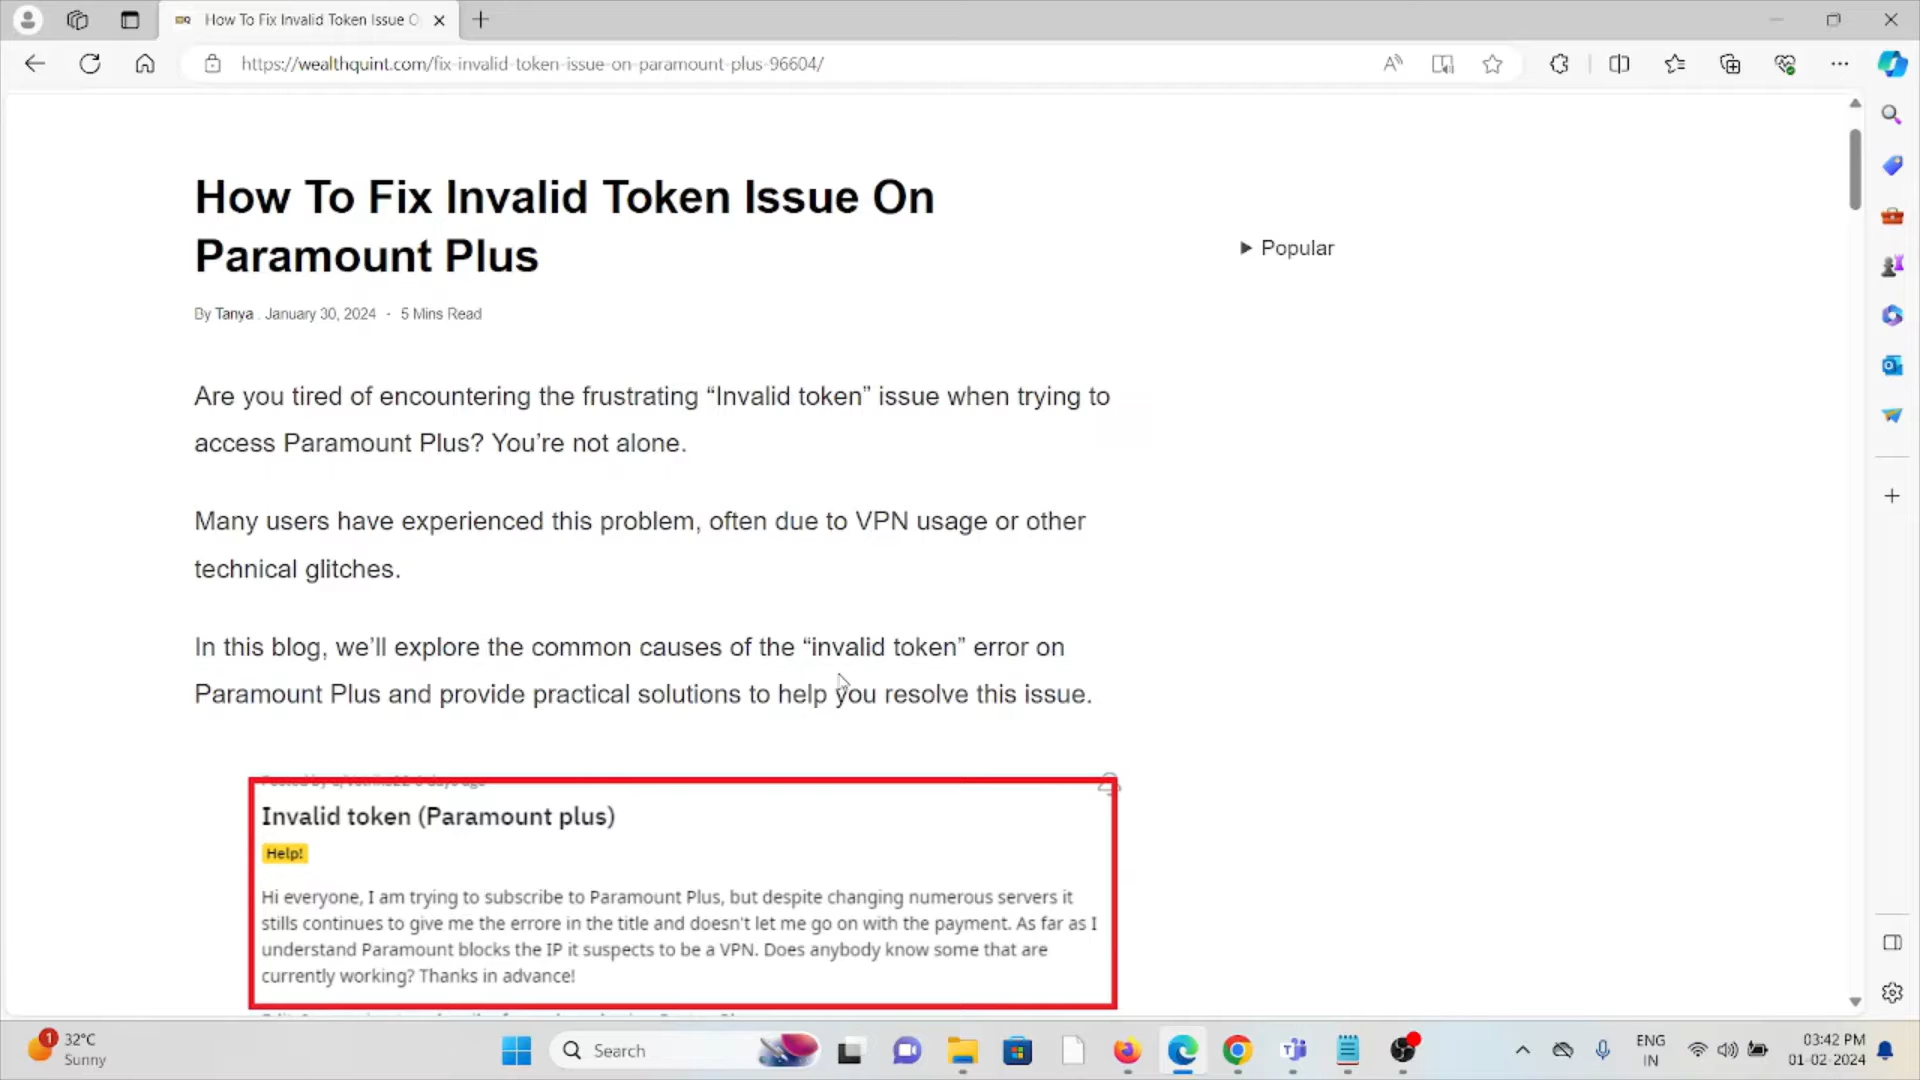 How To Fix Invalid Token Issue O
https://wealthquint.com/fix-invalid-token-issue-on-paramount-plus-96604/
How To Fix Invalid Token Issue On
Paramount Plus
Popular
By Tanya . January 30, 2024 - 5 Mins Read
Are you tired of encountering the frustrating “Invalid token” issue when trying to
access Paramount Plus? You’re not alone.
Many users have experienced this problem, often due to VPN usage or other
technical glitches.
In this blog, we’ll explore the common causes of the “invalid token” error on
Paramount Plus and provide practical solutions to help you resolve this issue.
Invalid token (Paramount plus)
Help!
Hi everyone, I am trying to subscribe to Paramount Plus, but despite changing numerous servers it
stills continues to give me the errore in the title and doesn't let me go on with the payment. As far as I
understand Paramount blocks the IP it suspects to be a VPN. Does anybody know some that are
currently working? Thanks in advance!
1
32°C
Sunny
Search
ENG
IN
03:42 PM
01-02-2024